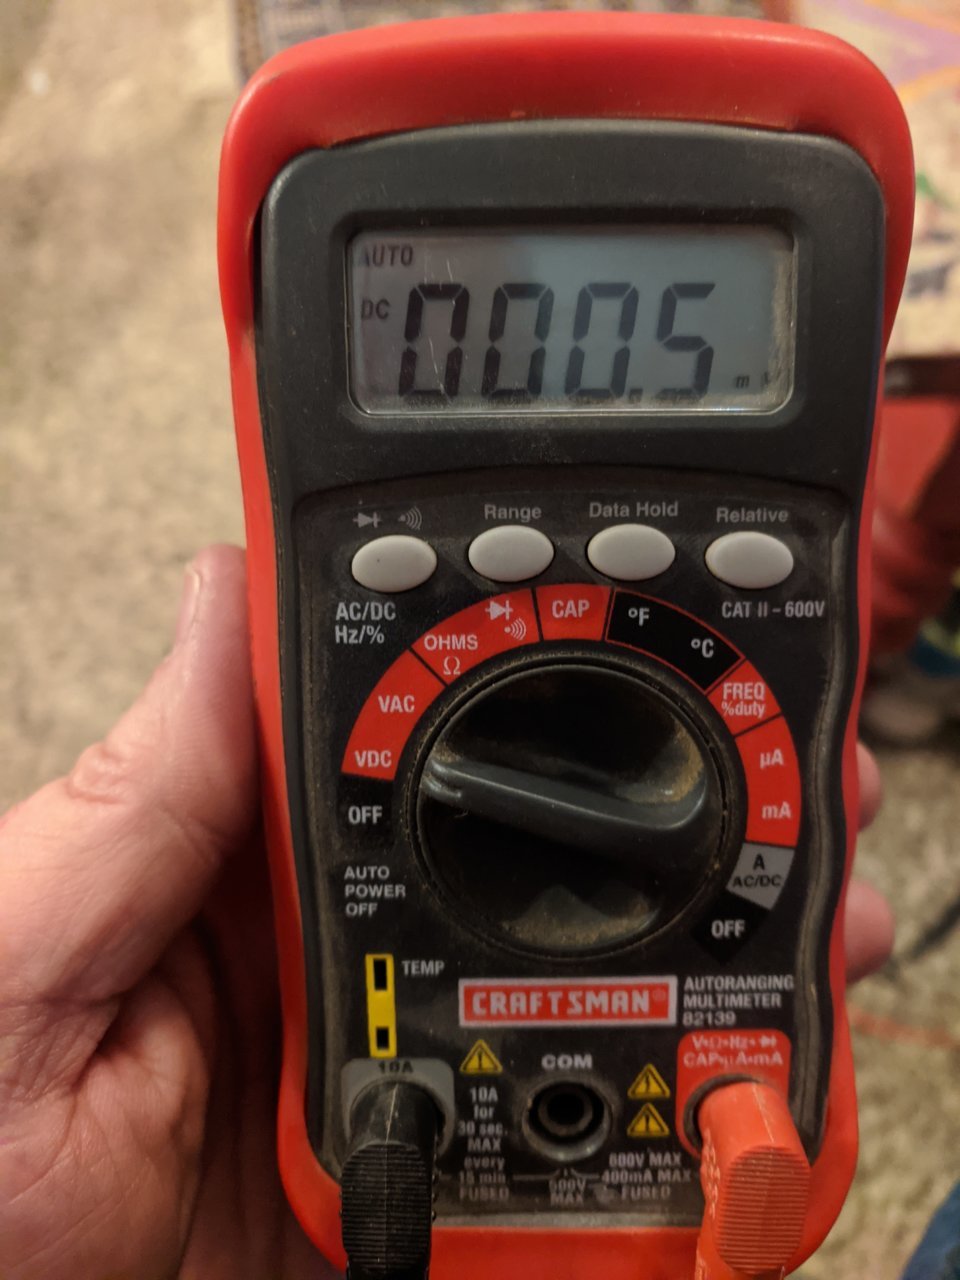 AUTO
DC
000.5
m
Range
Data Hold
Relative
AC/DC
Hz/%
CAT II - 600V
OHMS
Ω
CAP
°F
°C
VAC
FREQ
%duty
VDC
µA
mA
OFF
A
AC/DC
AUTO
POWER
OFF
OFF
TEMP
CRAFTSMAN®
AUTORANGING
MULTIMETER
82139
10A
COM
V•Ω•Hz•
CAP•µA•mA
10A
for
30 sec.
MAX
every
15 min
FUSED
600V
MAX
600V MAX
400mA MAX
FUSED